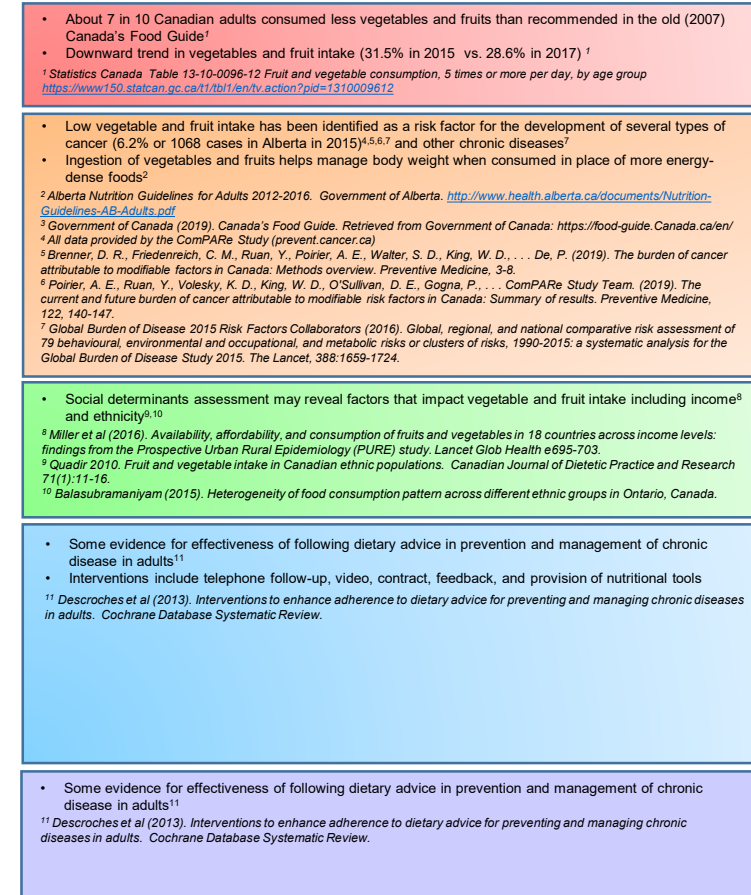 • About 7 in 10 Canadian adults consumed less vegetables and fruits than recommended in the old (2007)
Canada's Food Guide1
• Downward trend in vegetables and fruit intake (31.5% in 2015 vs. 28.6% in 2017) 1
1 Statistics Canada Table 13-10-0096-12 Fruit and vegetable consumption, 5 times or more per day, by age group
https://www150.statcan.gc.ca/t1/tbl1/en/tv.action?pid=1310009612
• Low vegetable and fruit intake has been identified as a risk factor for the development of several types of
cancer (6.2% or 1068 cases in Alberta in 2015)4,5,6,7 and other chronic diseases7
• Ingestion of vegetables and fruits helps manage body weight when consumed in place of more energy-
dense foods2
2 Alberta Nutrition Guidelines for Adults 2012-2016. Government of Alberta. http://www.health.alberta.ca/documents/Nutrition-
Guidelines-AB-Adults.pdf
3 Government of Canada (2019). Canada's Food Guide. Retrieved from Government of Canada: https://food-guide.Canada.ca/en/
4 All data provided by the ComPARe Study (prevent.cancer.ca)
5 Brenner, D. R., Friedenreich, C. M., Ruan, Y., Poirier, A. E., Walter, S. D., King, W. D., . . . De, P. (2019). The burden of cancer
attributable to modifiable factors in Canada: Methods overview. Preventive Medicine, 3-8.
6 Poirier, A. E., Ruan, Y., Volesky, K. D., King, W. D., O'Sullivan, D. E., Gogna, P., . . . ComPARe Study Team. (2019). The
current and future burden of cancer attributable to modifiable risk factors in Canada: Summary of results. Preventive Medicine,
122, 140-147.
7 Global Burden of Disease 2015 Risk Factors Collaborators (2016). Global, regional, and national comparative risk assessment of
79 behavioural, environmental and occupational, and metabolic risks or clusters of risks, 1990-2015: a systematic analysis for the
Global Burden of Disease Study 2015. The Lancet, 388:1659-1724.
• Social determinants assessment may reveal factors that impact vegetable and fruit intake including income8
and ethnicity9,10
8 Miller et al (2016). Availability, affordability, and consumption of fruits and vegetables in 18 countries across income levels:
findings from the Prospective Urban Rural Epidemiology (PURE) study. Lancet Glob Health e695-703.
9 Quadir 2010. Fruit and vegetable intake in Canadian ethnic populations. Canadian Journal of Dietetic Practice and Research
71(1):11-16.
10 Balasubramaniyam (2015). Heterogeneity of food consumption pattern across different ethnic groups in Ontario, Canada.
• Some evidence for effectiveness of following dietary advice in prevention and management of chronic
disease in adults11
• Interventions include telephone follow-up, video, contract, feedback, and provision of nutritional tools
11 Descroches et al (2013). Interventions to enhance adherence to dietary advice for preventing and managing chronic diseases
in adults. Cochrane Database Systematic Review.
• Some evidence for effectiveness of following dietary advice in prevention and management of chronic
disease in adults11
11 Descroches et al (2013). Interventions to enhance adherence to dietary advice for preventing and managing chronic
diseases in adults. Cochrane Database Systematic Review.